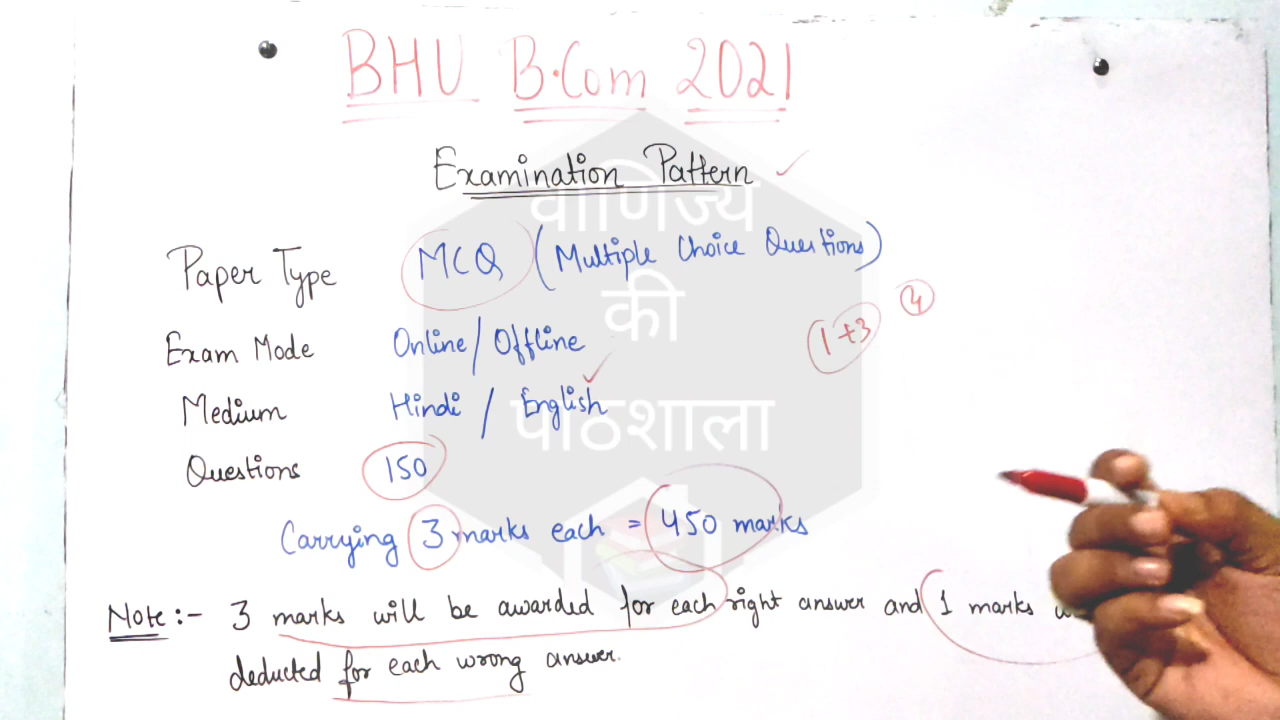 BHU B.Com 2021
Examination Pattern
वाणिज्य
की
पाठशाला
Paper Type MCQ (Multiple Choice Questions)
1+3 4
Exam Mode Online/Offline
Medium Hindi / English
Questions 150
Carrying 3 marks each = 450 marks
Note:- 3 marks will be awarded for each right answer and 1 marks
deducted for each wrong answer.